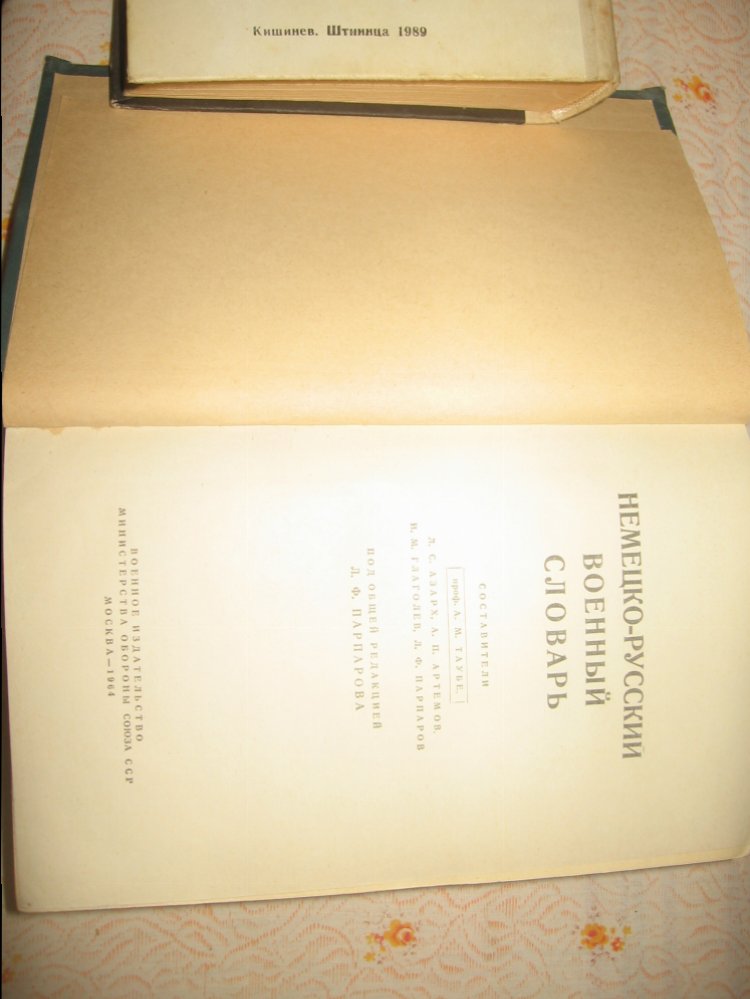 Кишинев. Штиинца 1989
НЕМЕЦКО-РУССКИЙ
ВОЕННЫЙ
СЛОВАРЬ
СОСТАВИТЕЛИ
проф. А. М. ТАУБЕ,
Л. С. АЗАРХ, А. П. АРТЕМОВ,
И. М. ГЛАГОЛЕВ, Л. Ф. ПАРПАРОВ
ПОД ОБЩЕЙ РЕДАКЦИЕЙ
Л. Ф. ПАРПАРОВА
ВОЕННОЕ ИЗДАТЕЛЬСТВО
МИНИСТЕРСТВА ОБОРОНЫ СОЮЗА ССР
МОСКВА—1964